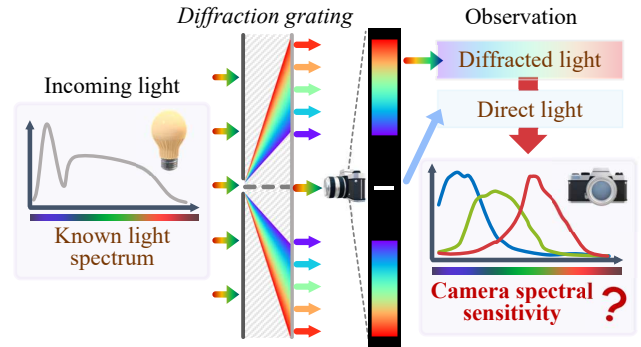 Diffraction grating
Observation
Incoming light
Diffracted light
Direct light
Known light
spectrum
Camera spectral
sensitivity ?